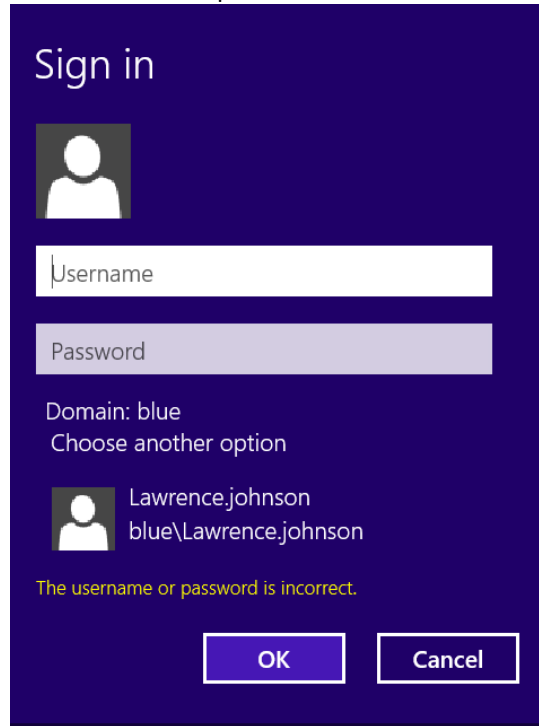 Sign in
Username
Password
Domain: blue
Choose another option
Lawrence.johnson
blue\Lawrence.johnson
The username or password is incorrect.
OK
Cancel